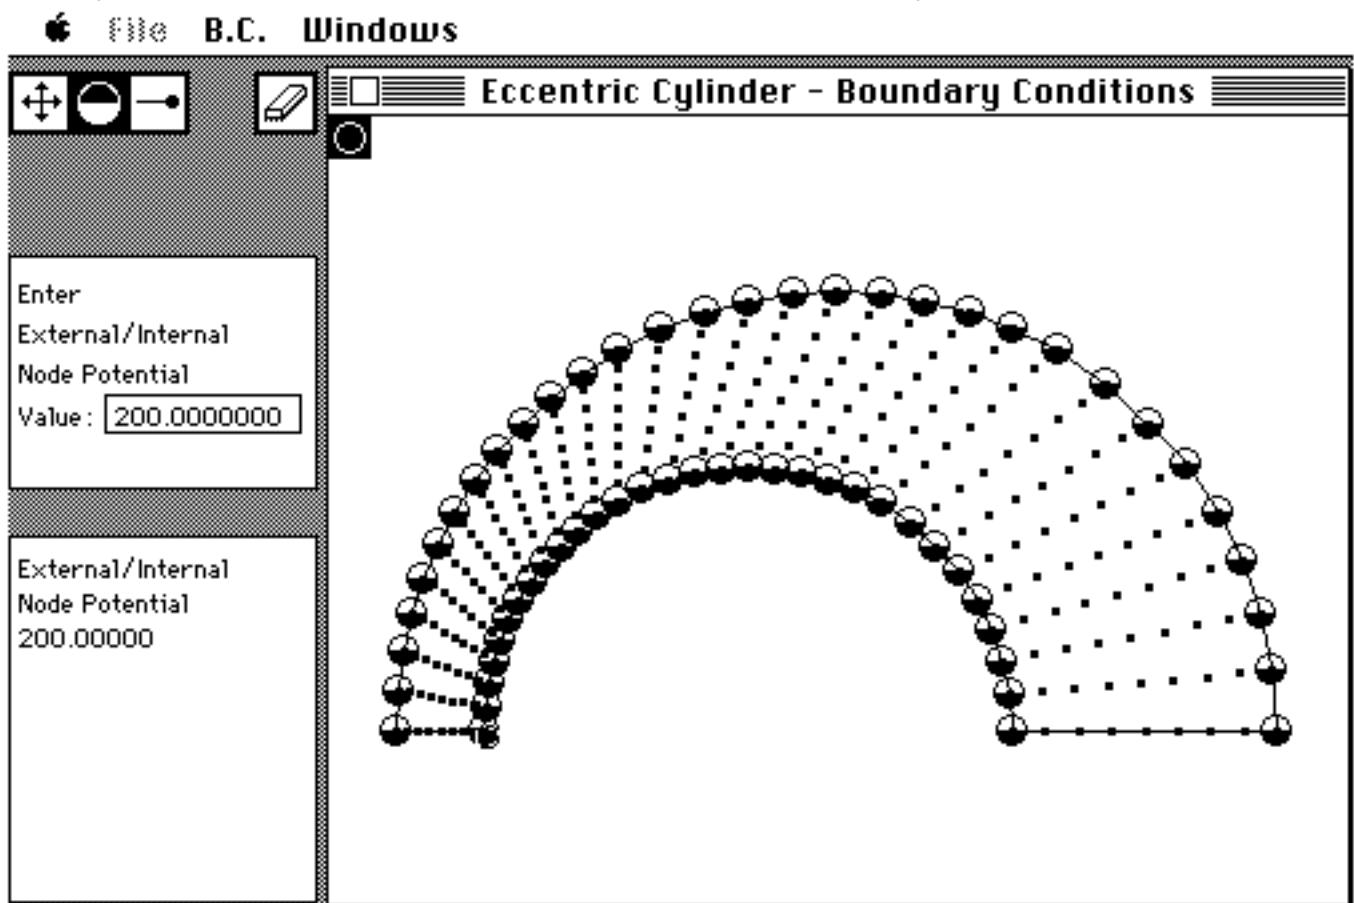 File B.C. Windows
Eccentric Cylinder - Boundary Conditions
Enter
External/Internal
Node Potential
Value: 200.0000000
External/Internal
Node Potential
200.00000